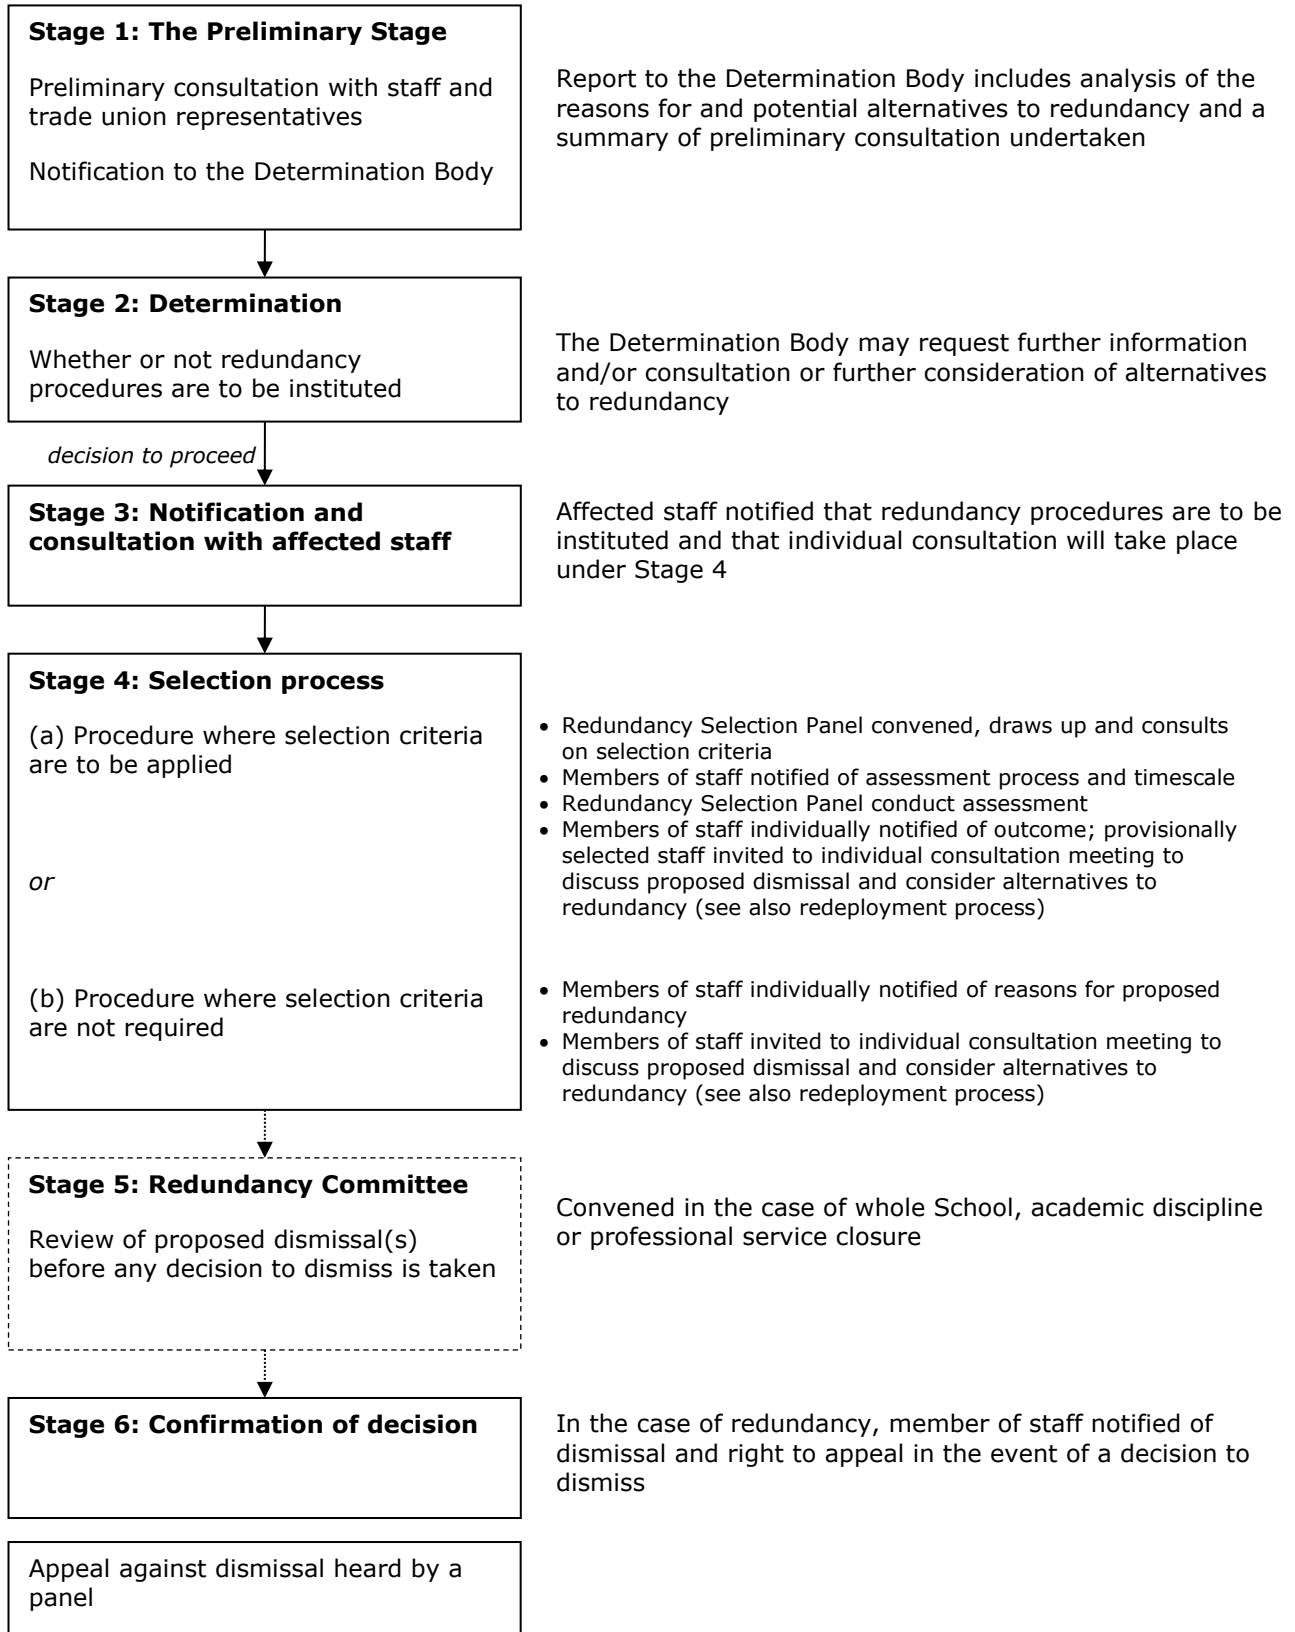 Stage 1: The Preliminary Stage
Preliminary consultation with staff and
trade union representatives
Notification to the Determination Body
Report to the Determination Body includes analysis of the
reasons for and potential alternatives to redundancy and a
summary of preliminary consultation undertaken
Stage 2: Determination
Whether or not redundancy
procedures are to be instituted
The Determination Body may request further information
and/or consultation or further consideration of alternatives
to redundancy
decision to proceed
Stage 3: Notification and
consultation with affected staff
Affected staff notified that redundancy procedures are to be
instituted and that individual consultation will take place
under Stage 4
Stage 4: Selection process
(a) Procedure where selection criteria
are to be applied
• Redundancy Selection Panel convened, draws up and consults
on selection criteria
• Members of staff notified of assessment process and timescale
• Redundancy Selection Panel conduct assessment
• Members of staff individually notified of outcome; provisionally
selected staff invited to individual consultation meeting to
discuss proposed dismissal and consider alternatives to
redundancy (see also redeployment process)
or
(b) Procedure where selection criteria
are not required
• Members of staff individually notified of reasons for proposed
redundancy
• Members of staff invited to individual consultation meeting to
discuss proposed dismissal and consider alternatives to
redundancy (see also redeployment process)
Stage 5: Redundancy Committee
Review of proposed dismissal(s)
before any decision to dismiss is taken
Convened in the case of whole School, academic discipline
or professional service closure
Stage 6: Confirmation of decision
In the case of redundancy, member of staff notified of
dismissal and right to appeal in the event of a decision to
dismiss
Appeal against dismissal heard by a
panel